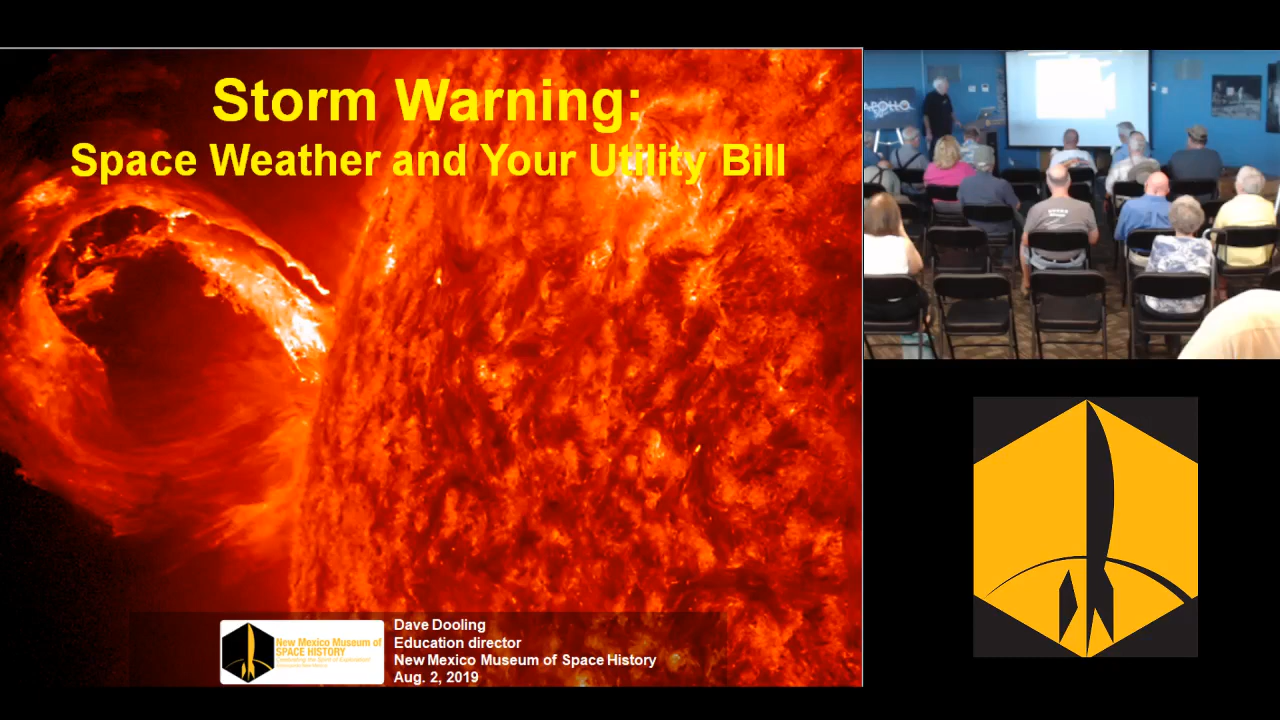 Storm Warning:
Space Weather and Your Utility Bill
New Mexico Museum of
SPACE HISTORY
Dave Dooling
Education director
New Mexico Museum of Space History
Aug. 2, 2019
APOLLO